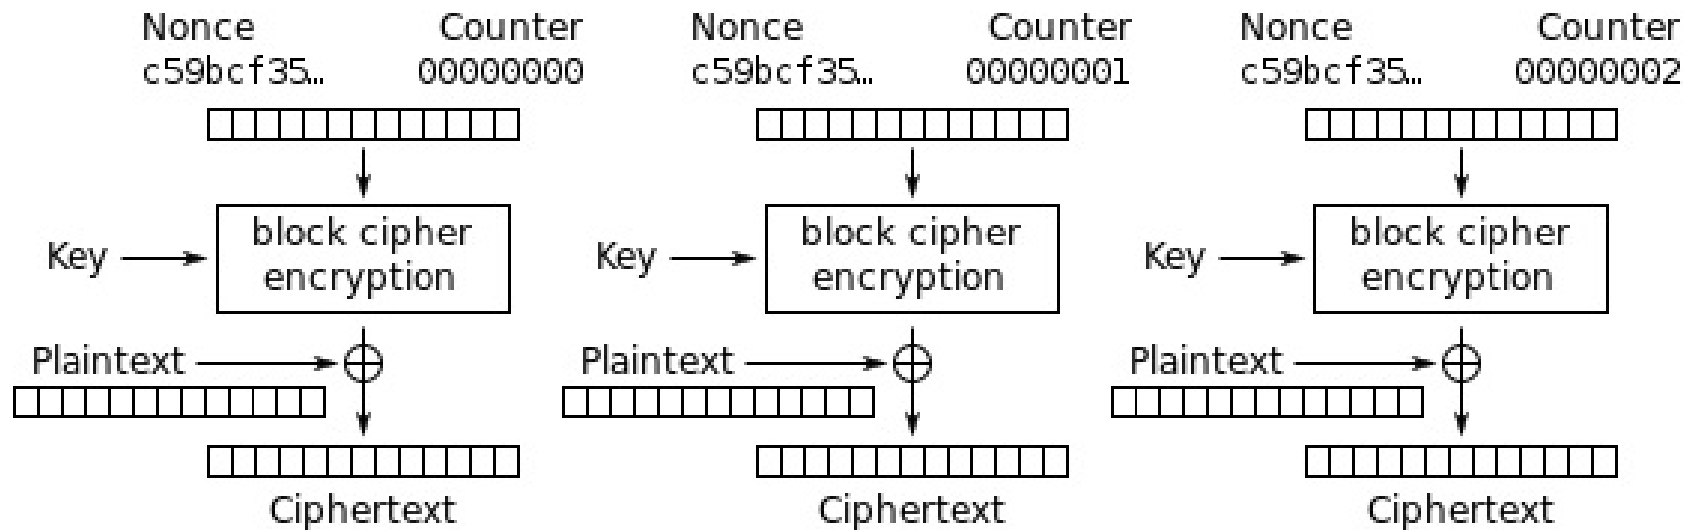 Nonce Counter Nonce Counter Nonce Counter
c59bcf35… 00000000 c59bcf35… 00000001 c59bcf35… 00000002
block cipher block cipher block cipher
Key Key Key
encryption encryption encryption
Plaintext Plaintext Plaintext
Ciphertext Ciphertext Ciphertext